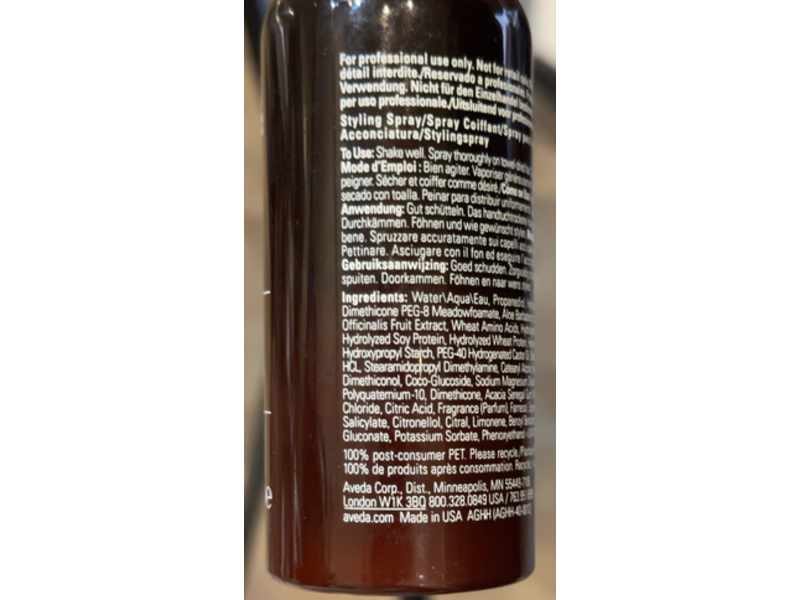 For professional use only. Not for retail sale
détail interdite./Reservado a profesionales
Verwendung. Nicht für den Einzelhandel
per uso professionale./Uitsluitend voor
Styling Spray/Spray Coiffant/Spray
Acconciatura/Stylingspray
To Use: Shake well. Spray thoroughly on towel-dried
Mode d'Emploi : Bien agiter. Vaporiser
peigner. Sécher et coiffer comme désiré./
secado con toalla. Peinar para distribuir
Anwendung: Gut schütteln. Das
Durchkämmen. Föhnen und wie gewünscht
bene. Spruzzare accuratamente sui capelli
Pettinare. Asciugare con il fon ed eseguire
Gebruiksaanwijzing: Goed schudden.
spuiten. Doorkammen. Föhnen en naar wens
Ingredients: Water\Aqua\Eau, Propanediol,
Dimethicone PEG-8 Meadowfoamate, Aloe
Officinalis Fruit Extract, Wheat Amino Acids,
Hydrolyzed Soy Protein, Hydrolyzed Wheat Protein
Hydroxypropyl Starch, PEG-40 Hydrogenated Castor
HCL, Stearamidopropyl Dimethylamine, Cetearyl
Dimethiconol, Coco-Glucoside, Sodium Magnesium
Polyquaternium-10, Dimethicone, Acacia Senegal
Chloride, Citric Acid, Fragrance (Parfum), Farnesol,
Salicylate, Citronellol, Citral, Limonene, Benzyl
Gluconate, Potassium Sorbate, Phenoxyethanol
100% post-consumer PET. Please recycle./
100% de produits après consommation.
Aveda Corp., Dist., Minneapolis, MN 55449-7106
London W1K 3BQ 800.328.0849 USA /
aveda.com Made in USA AGHH
e